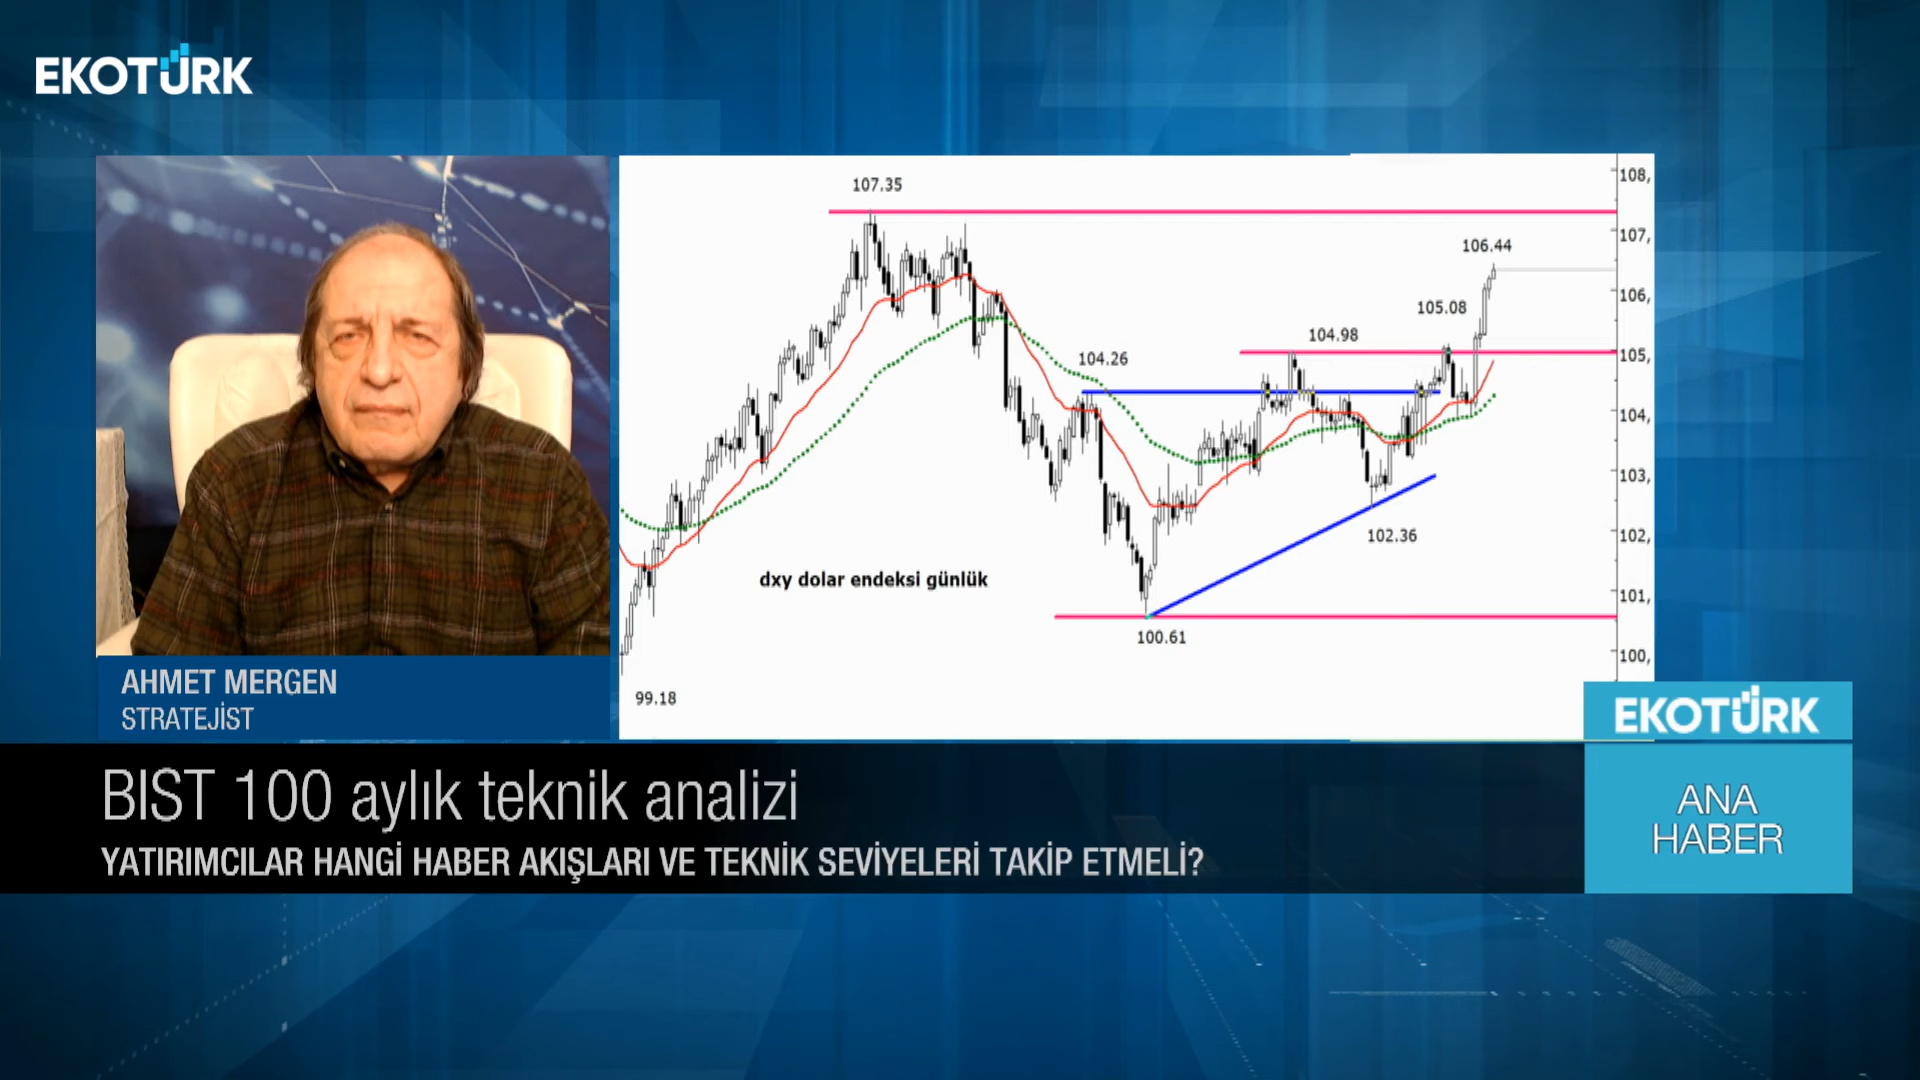 EKOTÜRK
107.35
106.44
105.08
104.98
104.26
102.36
100.61
99.18
dxy dolar endeksi günlük
108,
107,
106,
105,
104,
103,
102,
101,
100,
AHMET MERGEN
STRATEJİST
EKOTÜRK
BIST 100 aylık teknik analizi
YATIRIMCILAR HANGİ HABER AKIŞLARI VE TEKNİK SEVİYELERİ TAKİP ETMELİ?
ANA
HABER